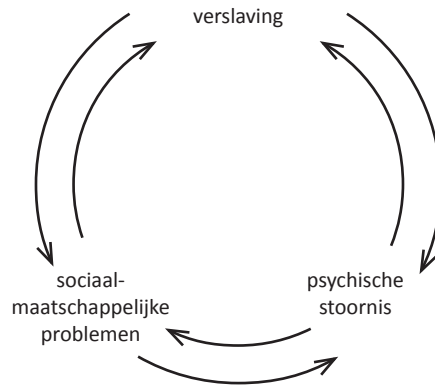 verslaving
sociaal-
maatschappelijke
problemen
psychische
stoornis